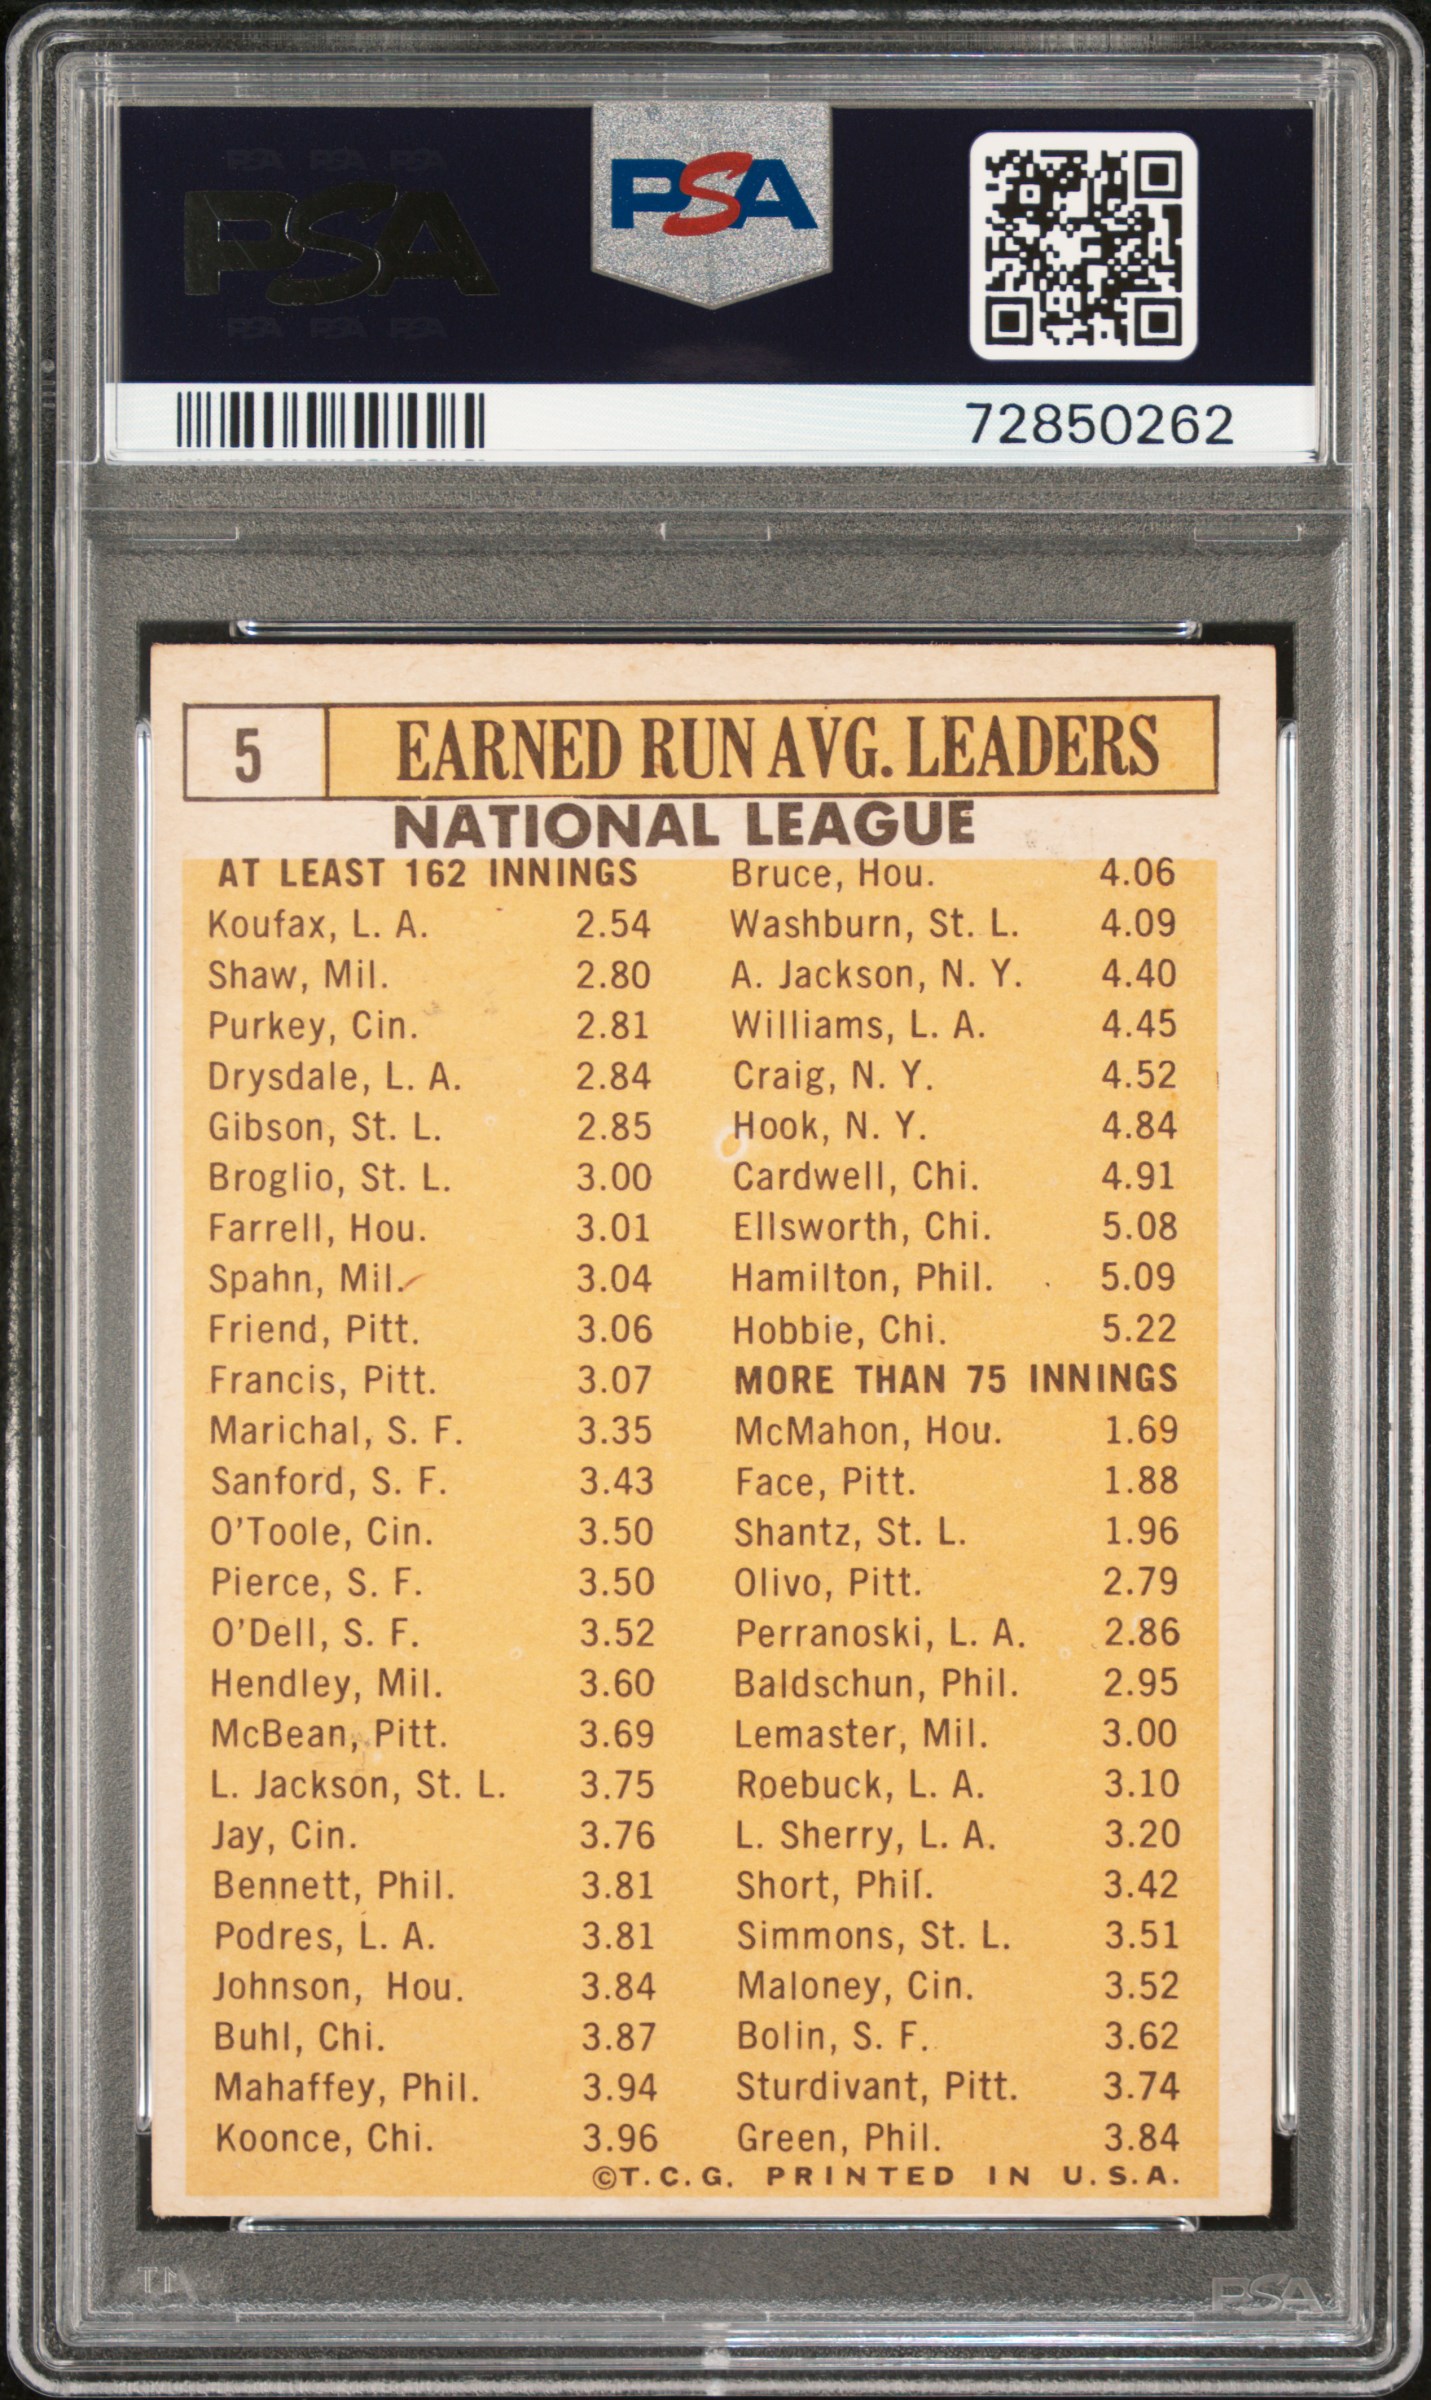 PSA PSA PSA
PSA
PSA PSA PSA
PSA
72850262
5 EARNED RUN AVG. LEADERS
NATIONAL LEAGUE
AT LEAST 162 INNINGS
Koufax, L. A. 2.54
Shaw, Mil. 2.80
Purkey, Cin. 2.81
Drysdale, L. A. 2.84
Gibson, St. L. 2.85
Broglio, St. L. 3.00
Farrell, Hou. 3.01
Spahn, Mil. 3.04
Friend, Pitt. 3.06
Francis, Pitt. 3.07
Marichal, S. F. 3.35
Sanford, S. F. 3.43
O'Toole, Cin. 3.50
Pierce, S. F. 3.50
O'Dell, S. F. 3.52
Hendley, Mil. 3.60
McBean, Pitt. 3.69
L. Jackson, St. L. 3.75
Jay, Cin. 3.76
Bennett, Phil. 3.81
Podres, L. A. 3.81
Johnson, Hou. 3.84
Buhl, Chi. 3.87
Mahaffey, Phil. 3.94
Koonce, Chi. 3.96
Bruce, Hou. 4.06
Washburn, St. L. 4.09
A. Jackson, N. Y. 4.40
Williams, L. A. 4.45
Craig, N. Y. 4.52
Hook, N. Y. 4.84
Cardwell, Chi. 4.91
Ellsworth, Chi. 5.08
Hamilton, Phil. 5.09
Hobbie, Chi. 5.22
MORE THAN 75 INNINGS
McMahon, Hou. 1.69
Face, Pitt. 1.88
Shantz, St. L. 1.96
Olivo, Pitt. 2.79
Perranoski, L. A. 2.86
Baldschun, Phil. 2.95
Lemaster, Mil. 3.00
Roebuck, L. A. 3.10
L. Sherry, L. A. 3.20
Short, Phil. 3.42
Simmons, St. L. 3.51
Maloney, Cin. 3.52
Bolin, S. F. 3.62
Sturdivant, Pitt. 3.74
Green, Phil. 3.84
©T.C.G. PRINTED IN U.S.A.
PSA